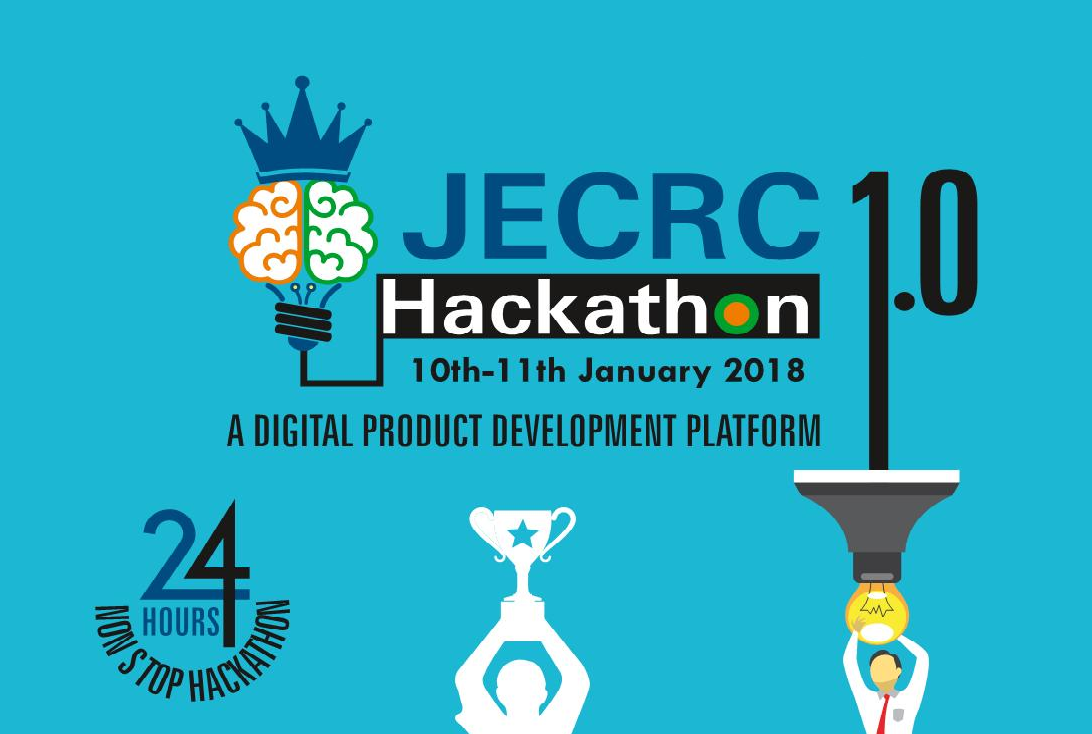 JECRC 1.0
Hackathon
10th-11th January 2018
A DIGITAL PRODUCT DEVELOPMENT PLATFORM
24
HOURS
NON STOP HACKATHON